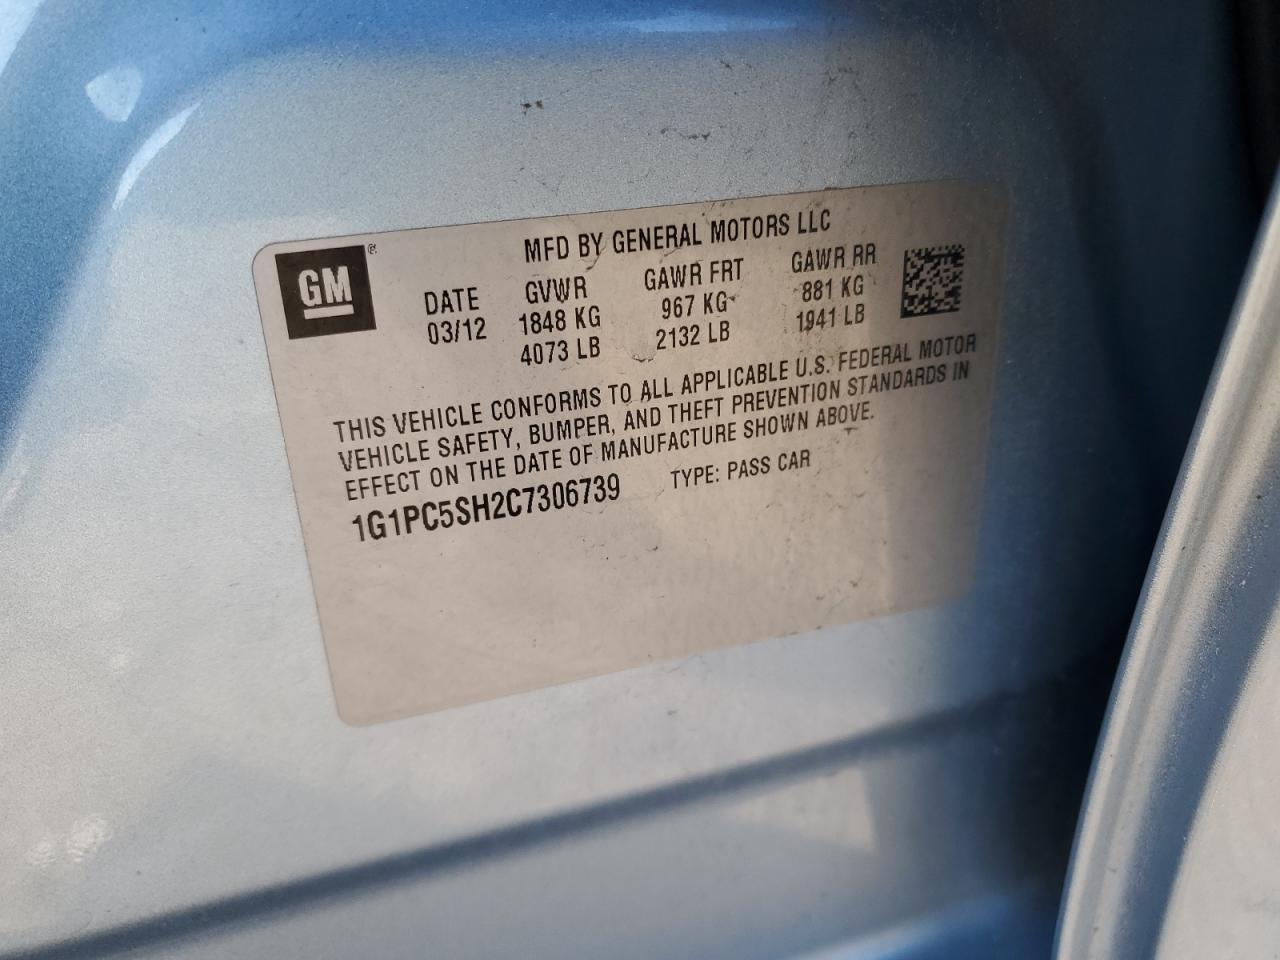 GM®
MFD BY GENERAL MOTORS LLC
DATE GVWR GAWR FRT GAWR RR
03/12 1848 KG 967 KG 881 KG
4073 LB 2132 LB 1941 LB
THIS VEHICLE CONFORMS TO ALL APPLICABLE U.S. FEDERAL MOTOR
VEHICLE SAFETY, BUMPER, AND THEFT PREVENTION STANDARDS IN
EFFECT ON THE DATE OF MANUFACTURE SHOWN ABOVE.
1G1PC5SH2C7306739 TYPE: PASS CAR